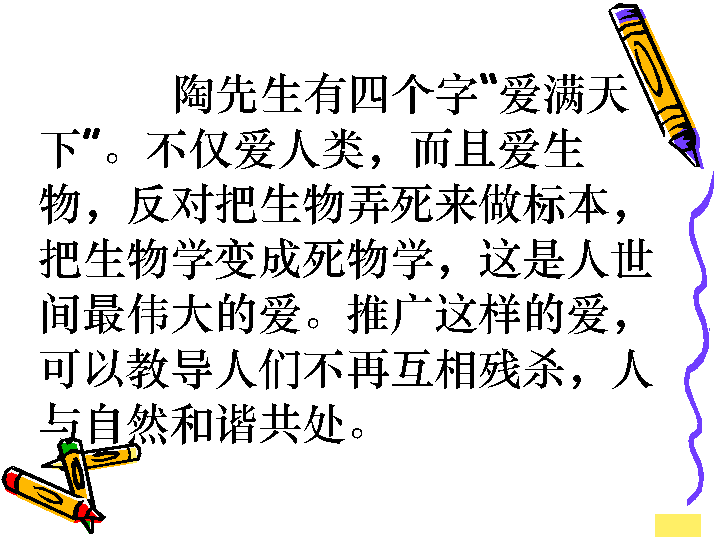 陶先生有四个字“爱满天
下”。不仅爱人类，而且爱生
物，反对把生物弄死来做标本，
把生物学变成死物学，这是人世
间最伟大的爱。推广这样的爱，
可以教导人们不再互相残杀，人
与自然和谐共处。